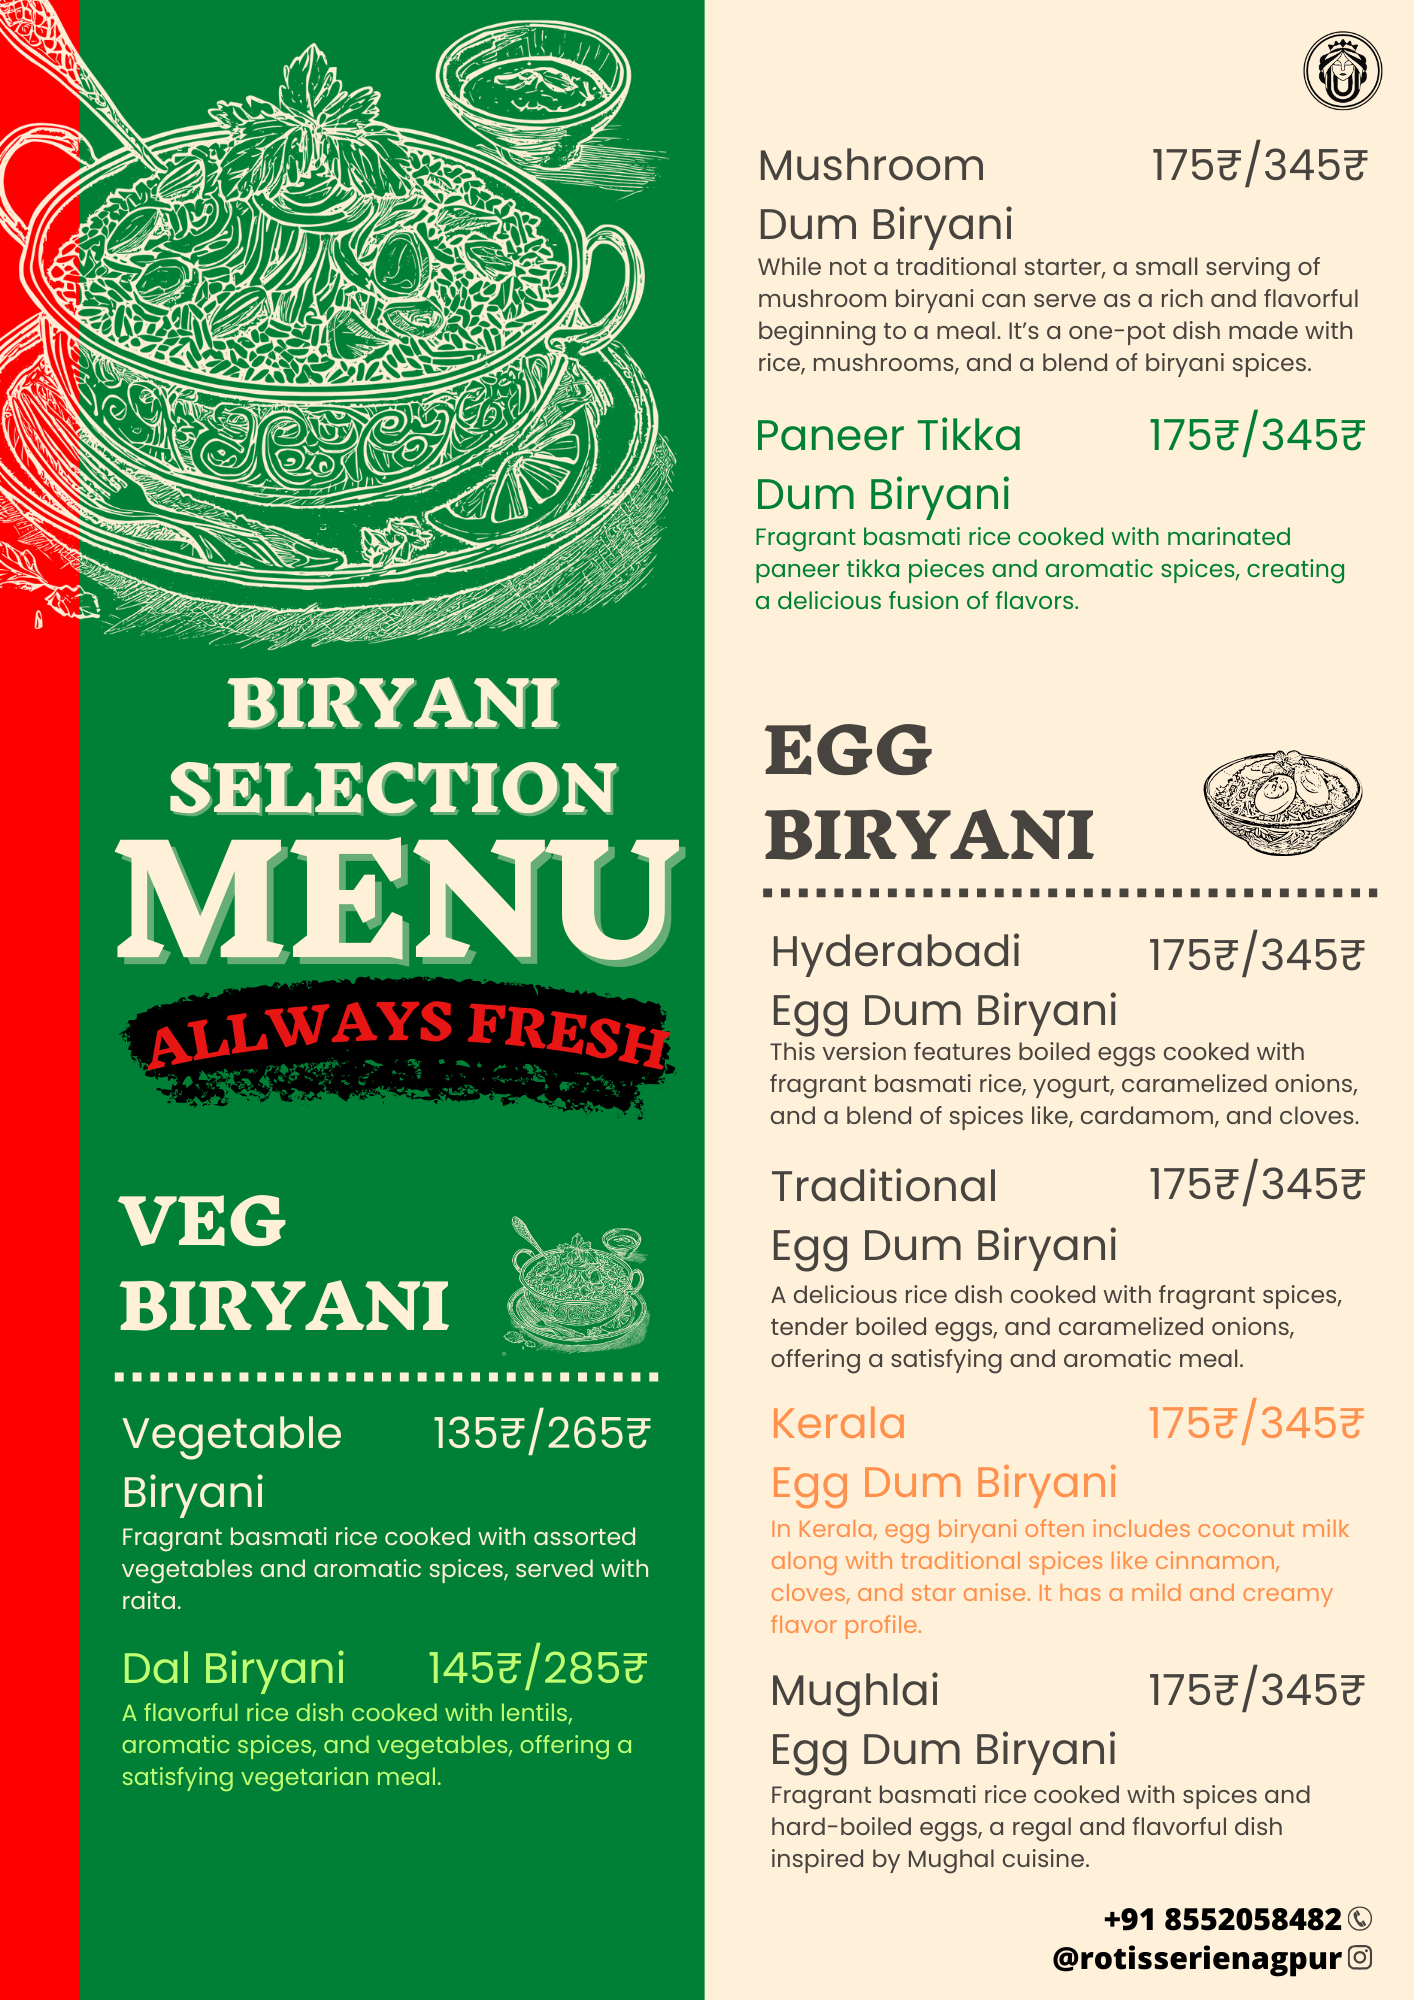 BIRYANI
SELECTION
MENU
ALLWAYS FRESH
VEG
BIRYANI
Vegetable 135₹/265₹
Biryani
Fragrant basmati rice cooked with assorted
vegetables and aromatic spices, served with
raita.
Dal Biryani 145₹/285₹
A flavorful rice dish cooked with lentils,
aromatic spices, and vegetables, offering a
satisfying vegetarian meal.
Mushroom 175₹/345₹
Dum Biryani
While not a traditional starter, a small serving of
mushroom biryani can serve as a rich and flavorful
beginning to a meal. It’s a one-pot dish made with
rice, mushrooms, and a blend of biryani spices.
Paneer Tikka 175₹/345₹
Dum Biryani
Fragrant basmati rice cooked with marinated
paneer tikka pieces and aromatic spices, creating
a delicious fusion of flavors.
EGG
BIRYANI
Hyderabadi 175₹/345₹
Egg Dum Biryani
This version features boiled eggs cooked with
fragrant basmati rice, yogurt, caramelized onions,
and a blend of spices like, cardamom, and cloves.
Traditional 175₹/345₹
Egg Dum Biryani
A delicious rice dish cooked with fragrant spices,
tender boiled eggs, and caramelized onions,
offering a satisfying and aromatic meal.
Kerala 175₹/345₹
Egg Dum Biryani
In Kerala, egg biryani often includes coconut milk
along with traditional spices like cinnamon,
cloves, and star anise. It has a mild and creamy
flavor profile.
Mughlai 175₹/345₹
Egg Dum Biryani
Fragrant basmati rice cooked with spices and
hard-boiled eggs, a regal and flavorful dish
inspired by Mughal cuisine.
+91 8552058482
@rotisserienagpur